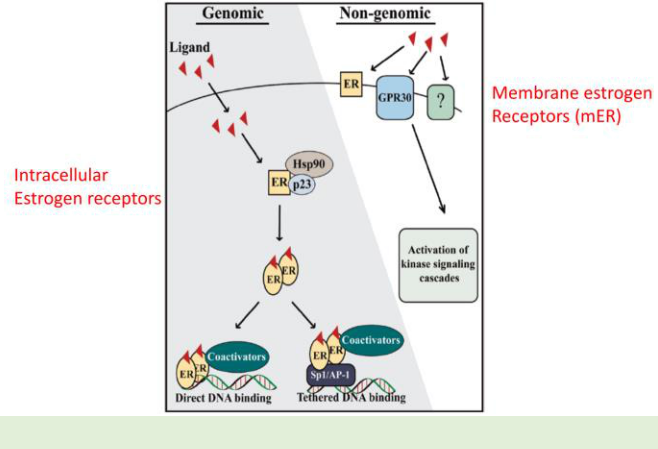 Genomic
Non-genomic
Ligand
ER
GPR30
?
Membrane estrogen
Receptors (mER)
Intracellular
Estrogen receptors
Hsp90
ER
p23
Activation of
kinase signaling
cascades
ER
ER
Coactivators
ER
ER
Direct DNA binding
Coactivators
ER
ER
Sp1/AP-1
Tethered DNA binding